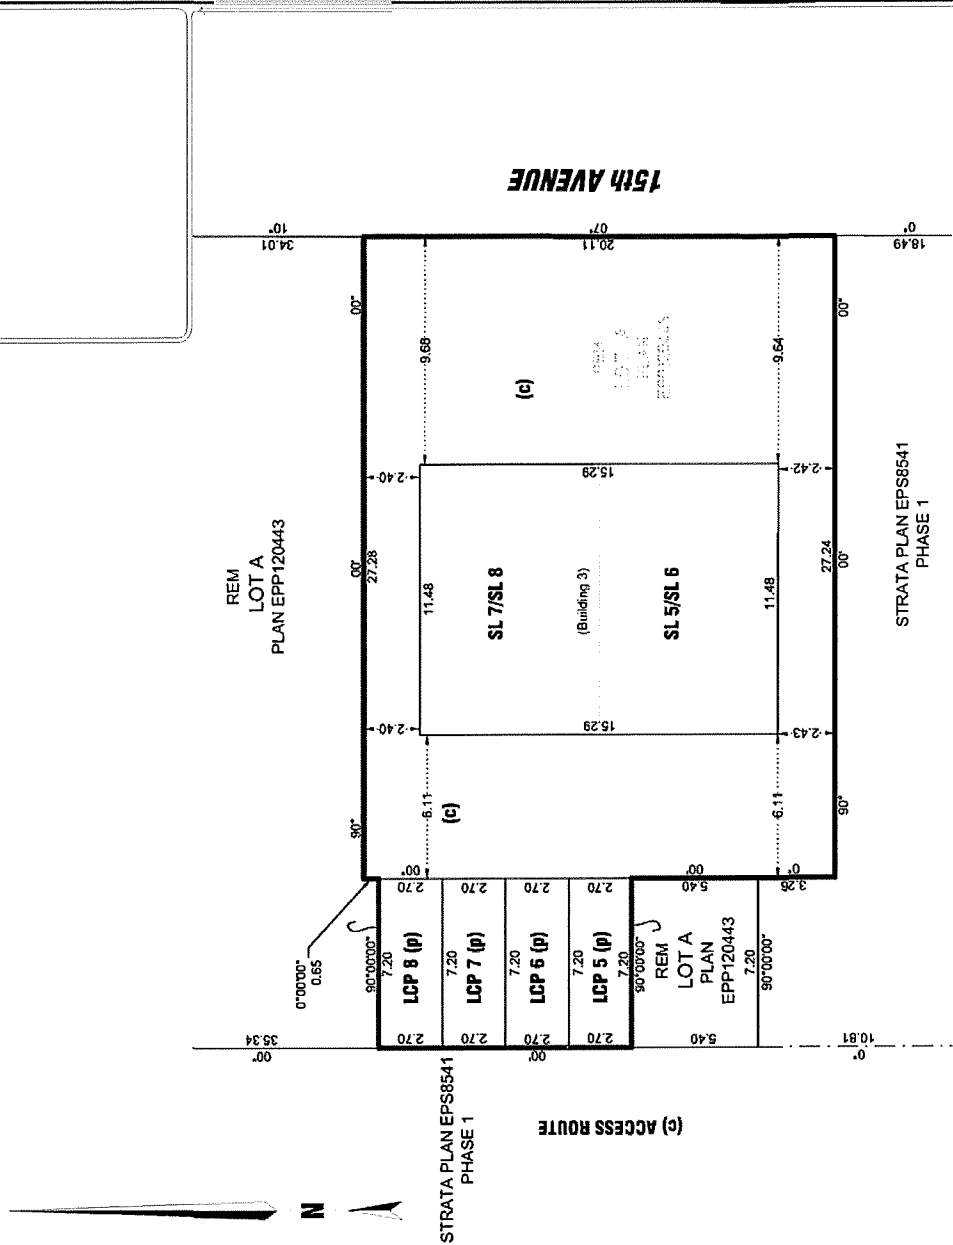 15th AVENUE
10"
34.01
07'
20.11
0°
18.49
00"
00"
9.68
9.64
(c)
REM
LOT A
PLAN
REM
LOT A
PLAN EPP120443
00'
27.28
2.40
2.40
11.48
15.29
15.29
SL 7/SL 8
(Building 3)
SL 5/SL 6
11.48
2.42
2.43
27.24
00'
STRATA PLAN EPS8541
PHASE 1
90°
90°
6.11
(c)
6.11
0°00'00"
0.65
00"
2.70
2.70
2.70
2.70
00'
5.40
0°
3.26
90°00'00"
7.20
LCP 8 (p)
7.20
LCP 7 (p)
7.20
LCP 6 (p)
7.20
LCP 5 (p)
7.20
90°00'00"
REM
LOT A
PLAN
EPP120443
7.20
90°00'00"
35.34
00"
2.70
2.70
2.70
2.70
00'
5.40
10.81
0°
STRATA PLAN EPS8541
PHASE 1
(c) ACCESS ROUTE
N